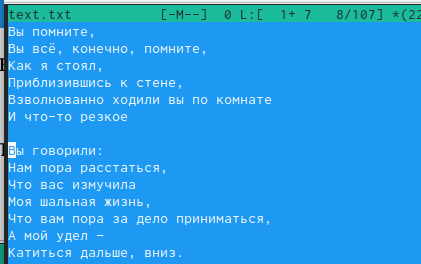 text.txt [-M--] 0 L:[ 1+ 7 8/107] *(22
Вы помните,
Вы всё, конечно, помните,
Как я стоял,
Приблизившись к стене,
Взволнованно ходили вы по комнате
И что-то резкое

Вы говорили:
Нам пора расстаться,
Что вас измучила
Моя шальная жизнь,
Что вам пора за дело приниматься,
А мой удел –
Катиться дальше, вниз.